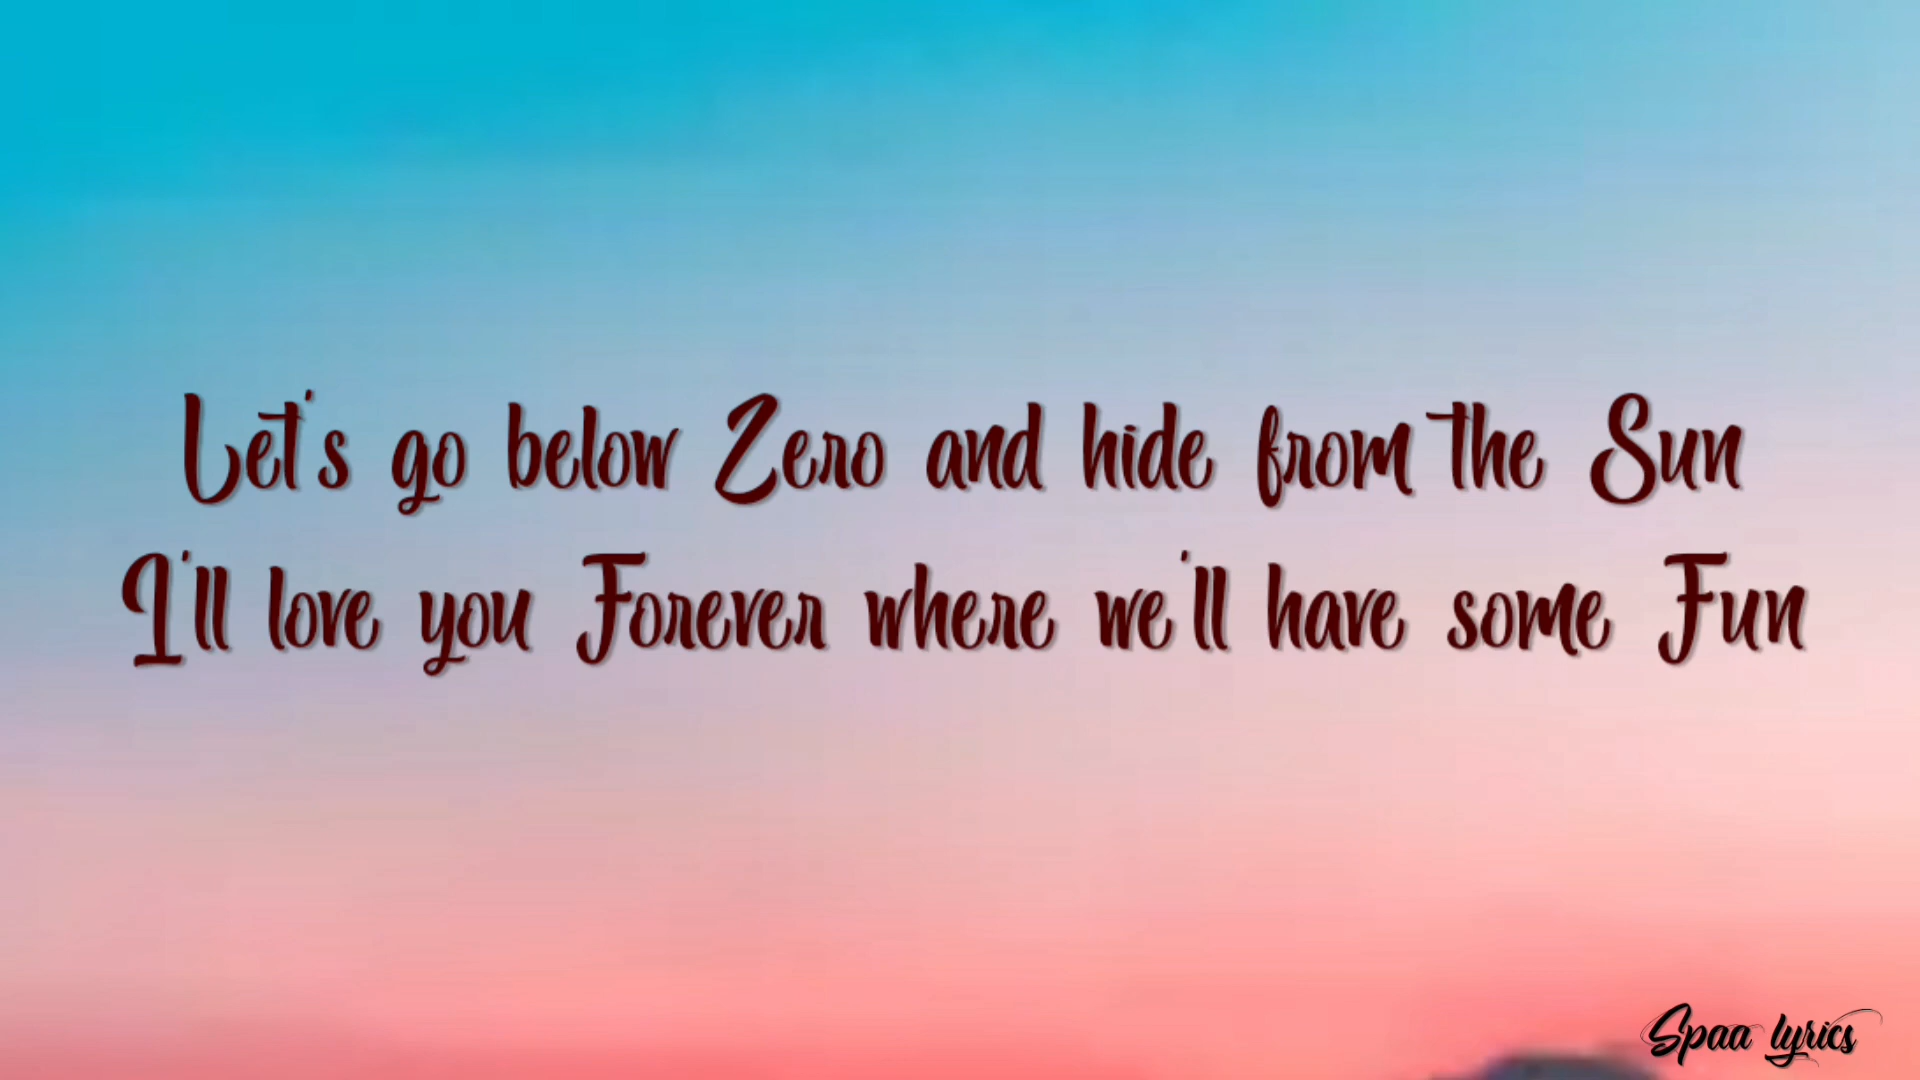 Let's go below Zero and hide from the Sun
I'll love you Forever where we'll have some Fun
Spaa lyrics